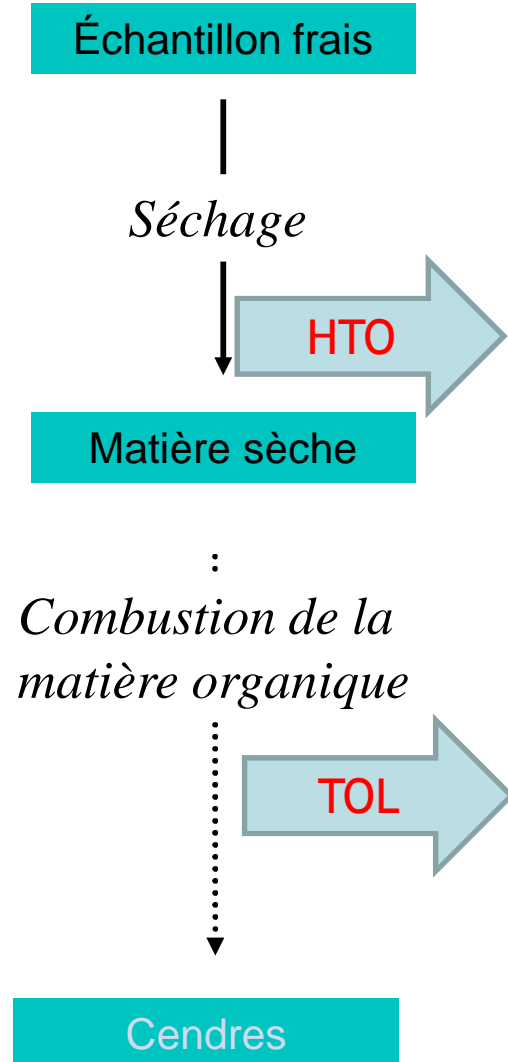 Échantillon frais
Séchage
HTO
Matière sèche
:
Combustion de la
matière organique
TOL
Cendres